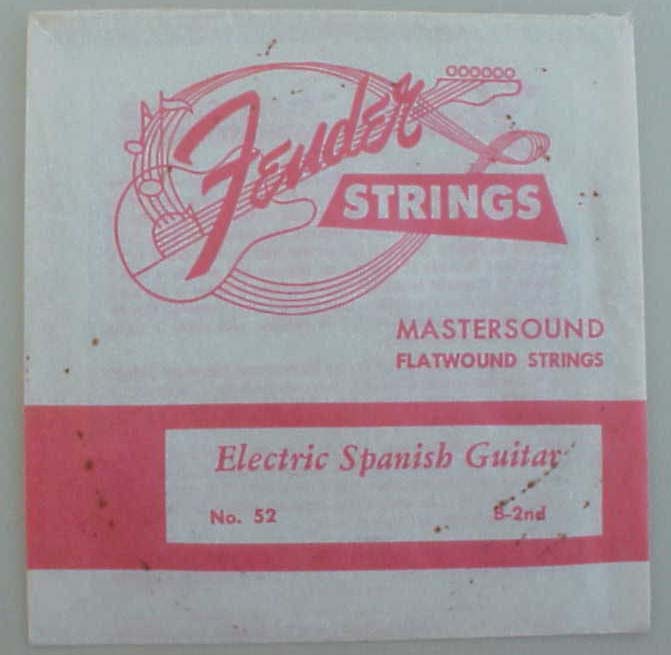 Fender
STRINGS
MASTERSOUND
FLATWOUND STRINGS
Electric Spanish Guitar
No. 52 B-2nd